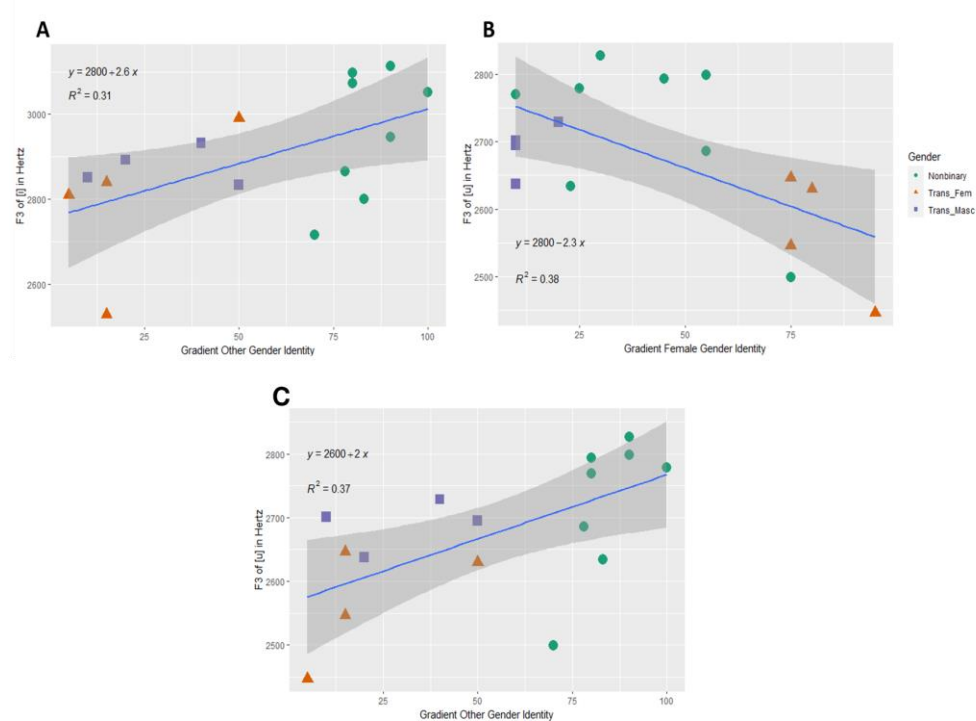 A
y = 2800+2.6 x
R² = 0.31
F3 of [i] in Hertz
3000
2800
2600
25
50
75
100
Gradient Other Gender Identity
B
2800
2700
2600
2500
F3 of [u] in Hertz
y = 2800−2.3 x
R² = 0.38
25
50
75
Gradient Female Gender Identity
Gender
Nonbinary
Trans_Fem
Trans_Masc
C
y = 2600+2 x
R² = 0.37
F3 of [u] in Hertz
2800
2700
2600
2500
25
50
75
100
Gradient Other Gender Identity